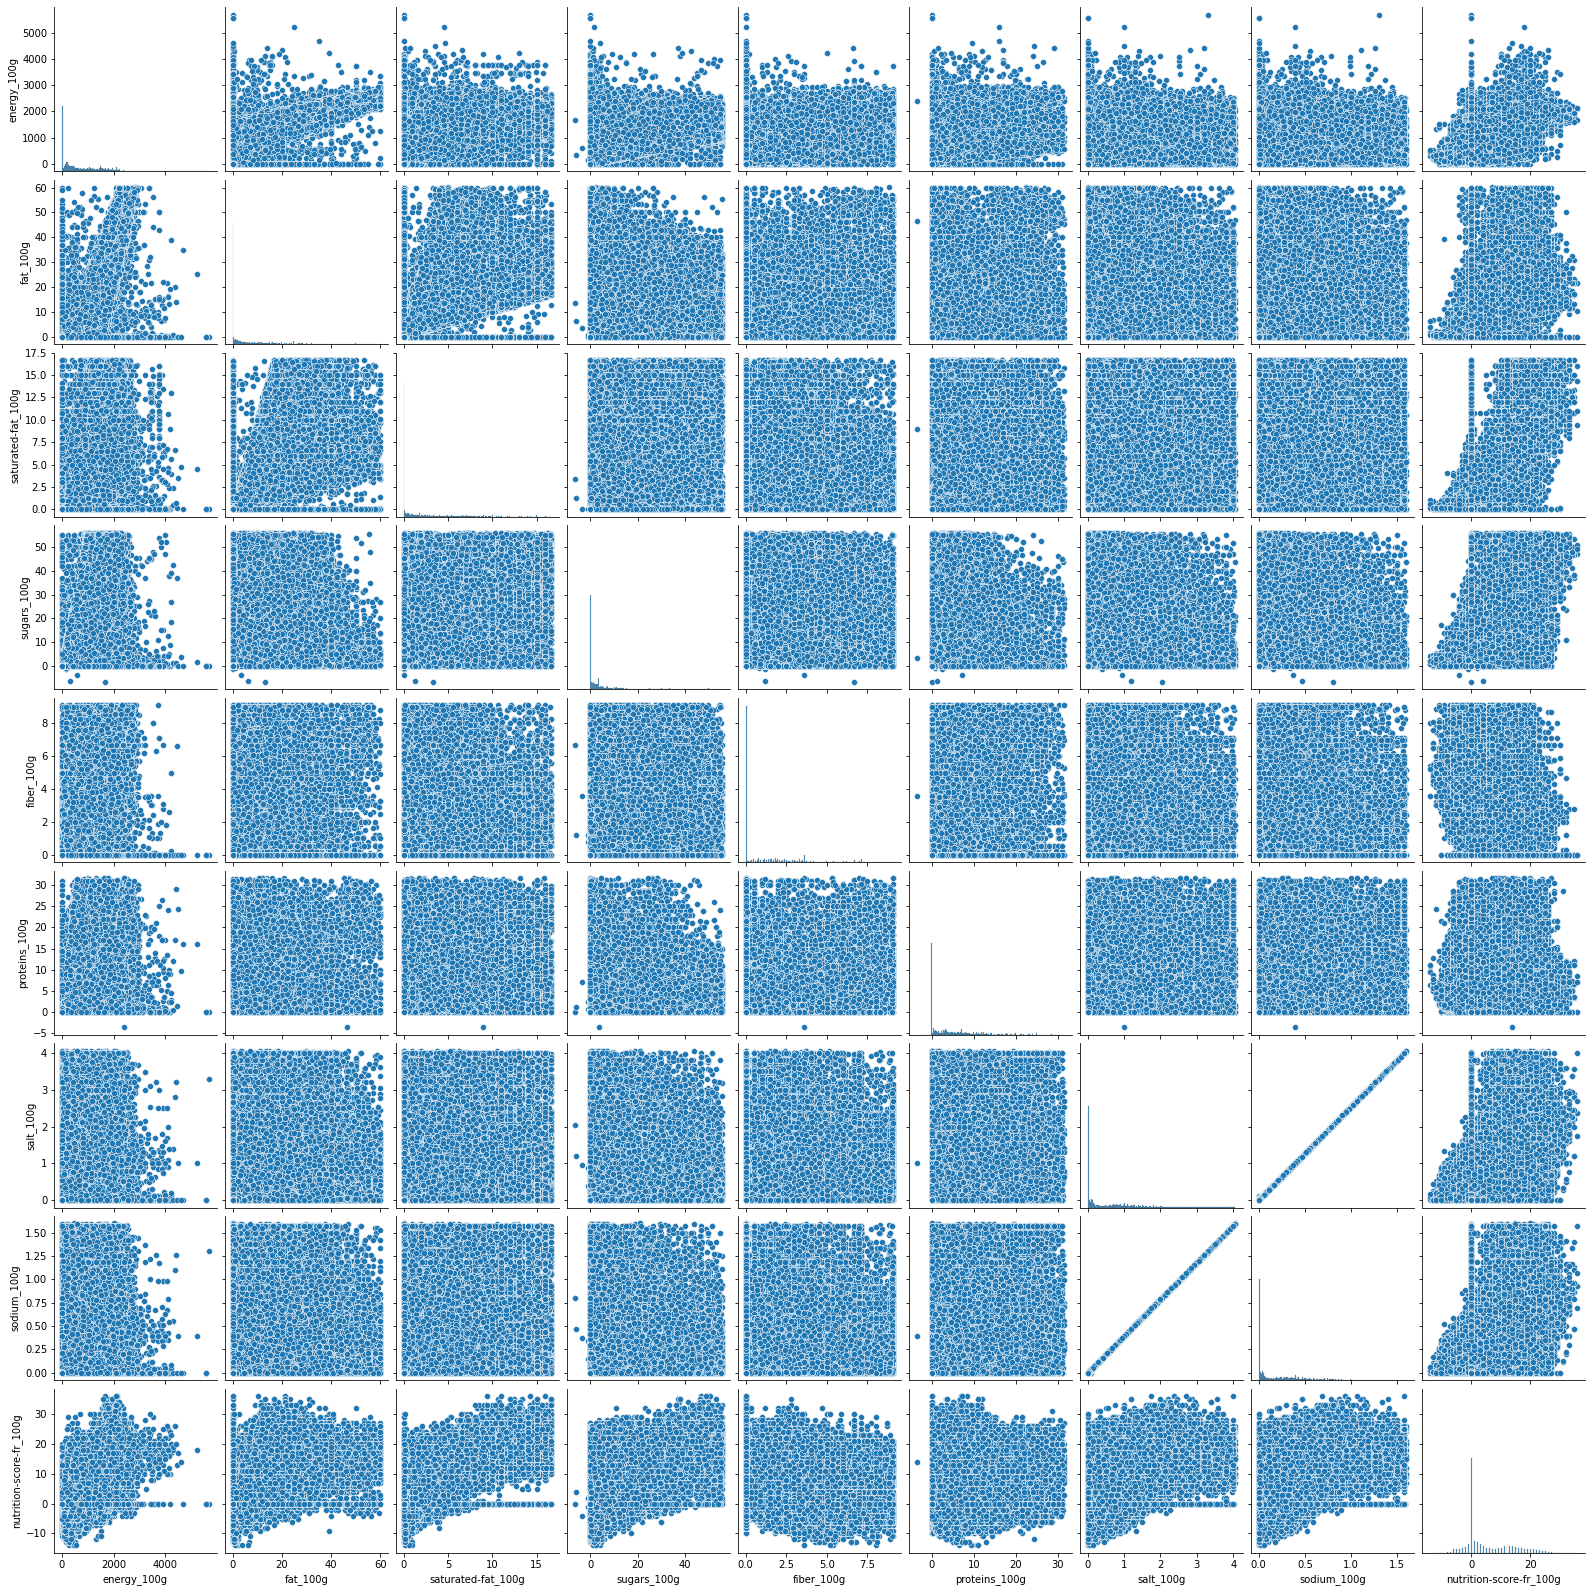 5000
4000
3000
2000
1000
0
energy_100g
60
50
40
30
20
10
0
fat_100g
17.5
15.0
12.5
10.0
7.5
5.0
2.5
0.0
saturated-fat_100g
50
40
30
20
10
0
sugars_100g
8
6
4
2
0
fiber_100g
30
25
20
15
10
5
0
−5
proteins_100g
4
3
2
1
0
salt_100g
1.50
1.25
1.00
0.75
0.50
0.25
0.00
sodium_100g
30
20
10
0
−10
nutrition-score-fr_100g
0 2000 4000
energy_100g
0 20 40 60
fat_100g
0 5 10 15
saturated-fat_100g
0 20 40
sugars_100g
0.0 2.5 5.0 7.5
fiber_100g
0 10 20 30
proteins_100g
0 1 2 3 4
salt_100g
0.0 0.5 1.0 1.5
sodium_100g
0 20
nutrition-score-fr_100g